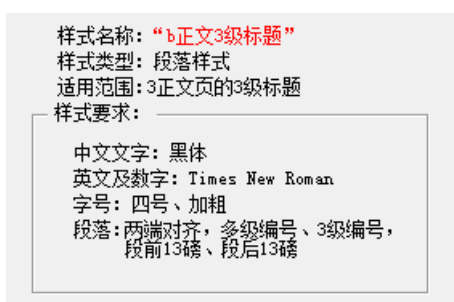 样式名称：“b正文3级标题”
样式类型：段落样式
适用范围：3正文页的3级标题
样式要求：
中文文字：黑体
英文及数字：Times New Roman
字号：四号、加粗
段落：两端对齐，多级编号、3级编号，
段前13磅、段后13磅